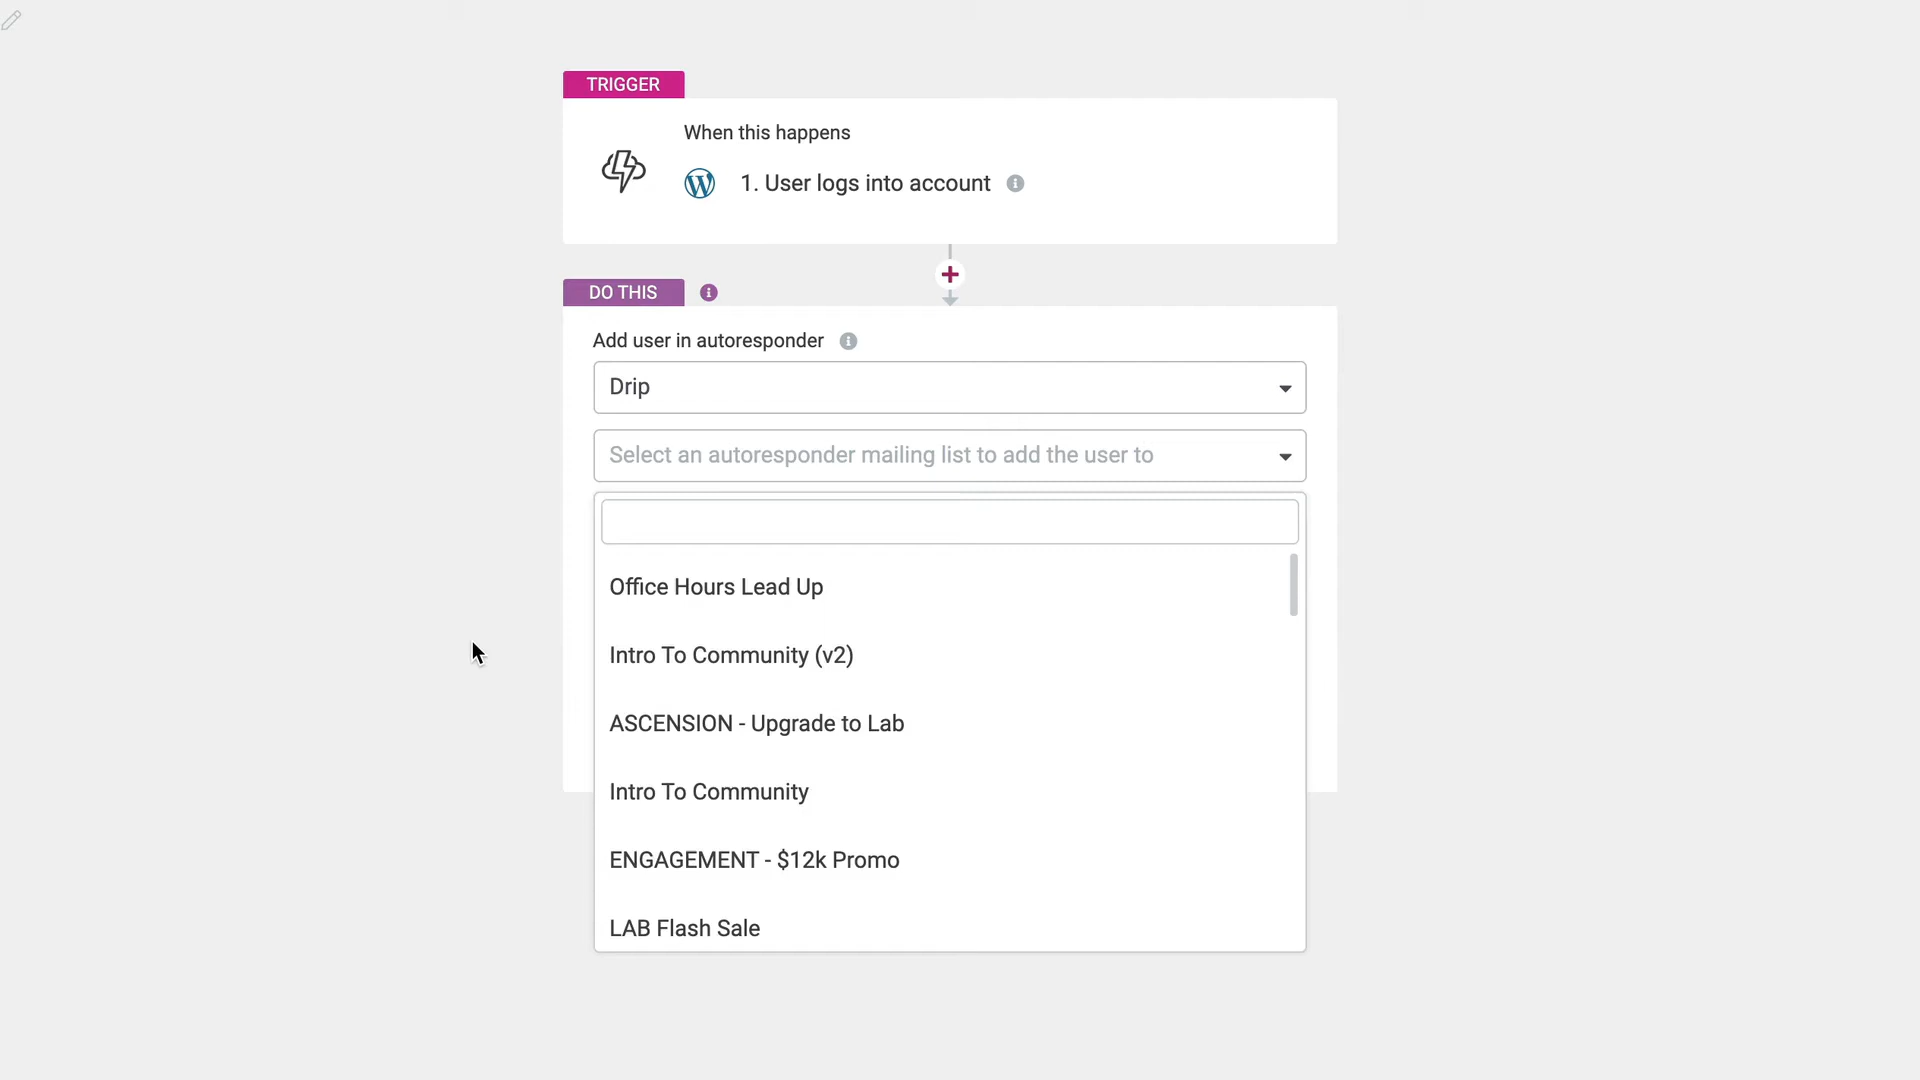 TRIGGER
When this happens
1. User logs into account
DO THIS
Add user in autoresponder
Drip
Select an autoresponder mailing list to add the user to
Office Hours Lead Up
Intro To Community (v2)
ASCENSION - Upgrade to Lab
Intro To Community
ENGAGEMENT - $12k Promo
LAB Flash Sale